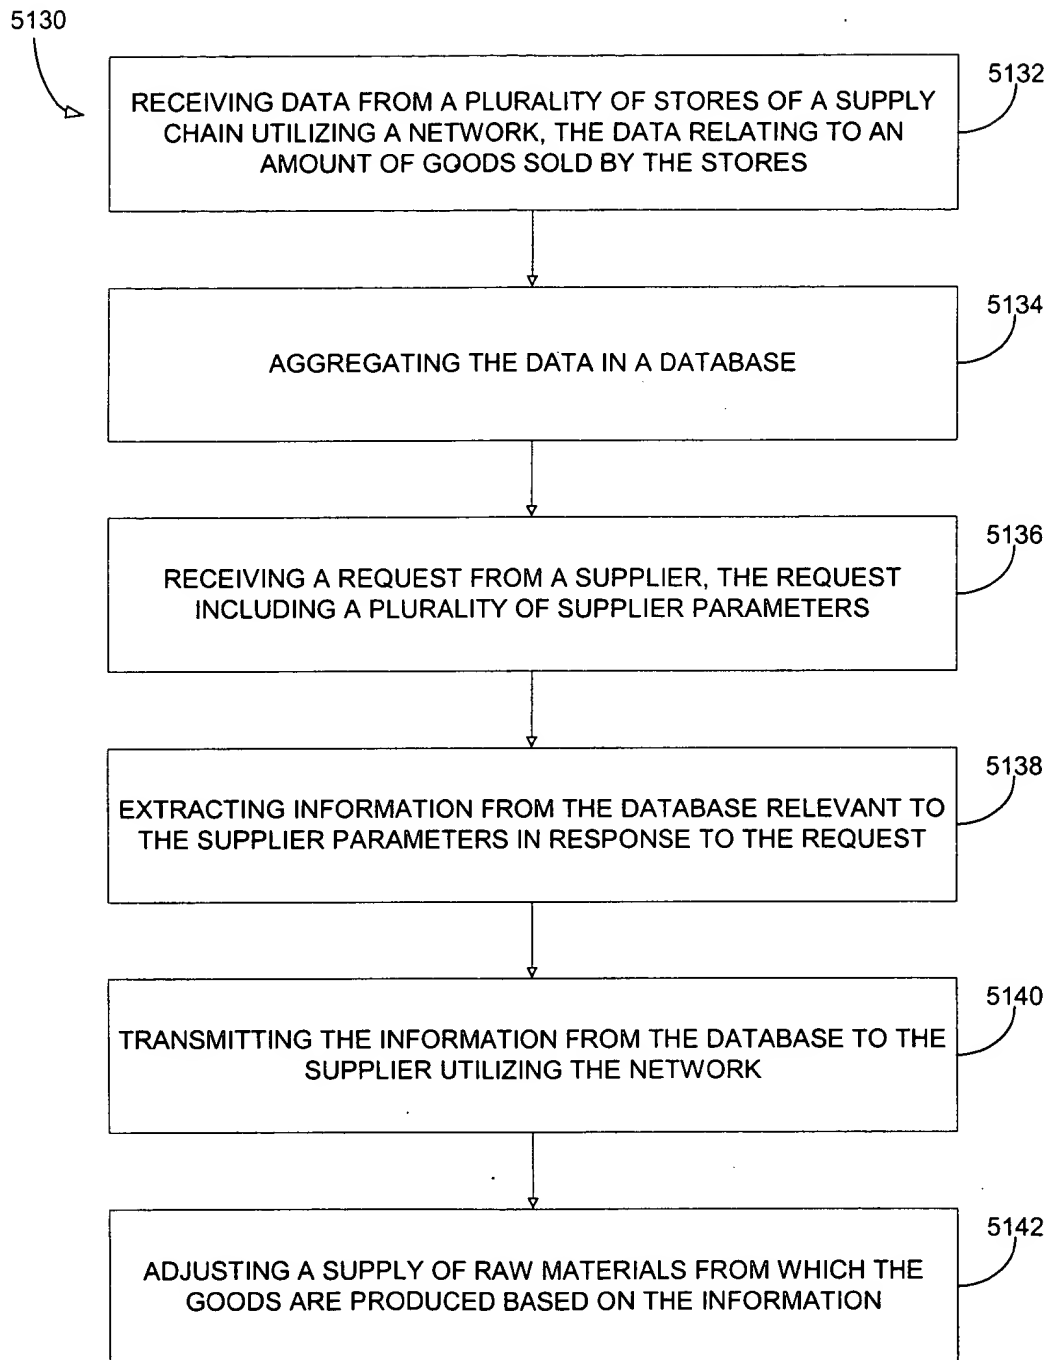 5130
5132
RECEIVING DATA FROM A PLURALITY OF STORES OF A SUPPLY
CHAIN UTILIZING A NETWORK, THE DATA RELATING TO AN
AMOUNT OF GOODS SOLD BY THE STORES
5134
AGGREGATING THE DATA IN A DATABASE
5136
RECEIVING A REQUEST FROM A SUPPLIER, THE REQUEST
INCLUDING A PLURALITY OF SUPPLIER PARAMETERS
5138
EXTRACTING INFORMATION FROM THE DATABASE RELEVANT TO
THE SUPPLIER PARAMETERS IN RESPONSE TO THE REQUEST
5140
TRANSMITTING THE INFORMATION FROM THE DATABASE TO THE
SUPPLIER UTILIZING THE NETWORK
5142
ADJUSTING A SUPPLY OF RAW MATERIALS FROM WHICH THE
GOODS ARE PRODUCED BASED ON THE INFORMATION